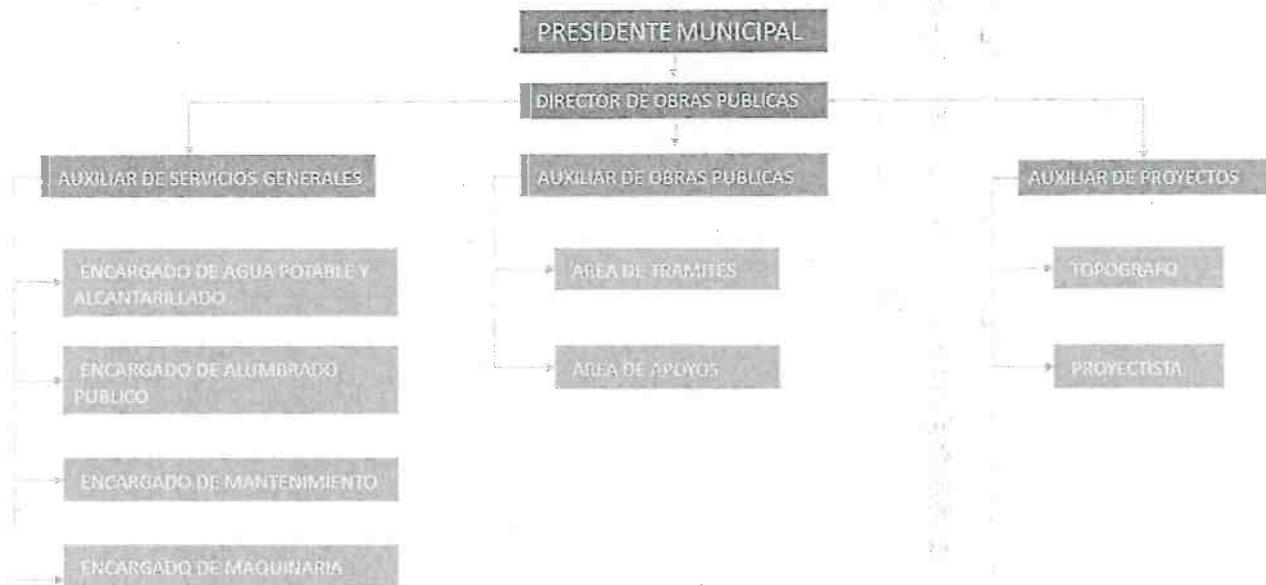 PRESIDENTE MUNICIPAL
DIRECTOR DE OBRAS PUBLICAS
AUXILIAR DE SERVICIOS GENERALES
ENCARGADO DE AGUA POTABLE Y
ALCANTARILLADO
ENCARGADO DE ALUMBRADO
PUBLICO
ENCARGADO DE MANTENIMIENTO
ENCARGADO DE MAQUINARIA
AUXILIAR DE OBRAS PUBLICAS
AREA DE TRAMITES
AREA DE APOYOS
AUXILIAR DE PROYECTOS
TOPOGRAFO
PROYECTISTA